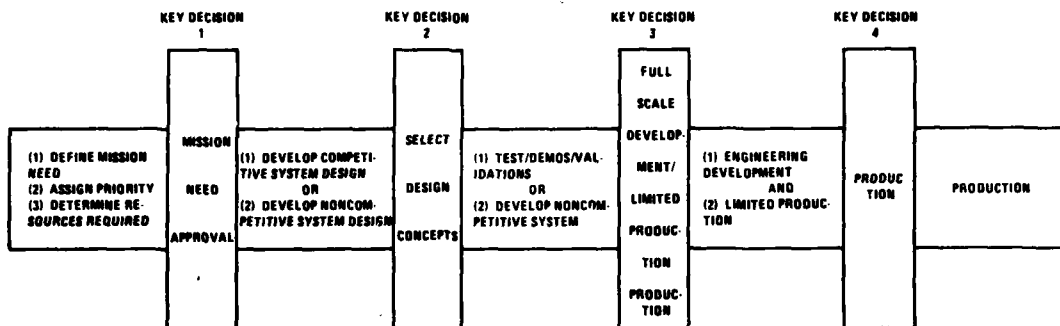 KEY DECISION
1
KEY DECISION
2
KEY DECISION
3
KEY DECISION
4
(1) DEFINE MISSION
NEED
(2) ASSIGN PRIORITY
(3) DETERMINE RE-
SOURCES REQUIRED
MISSION
NEED
APPROVAL
(1) DEVELOP COMPETI-
TIVE SYSTEM DESIGN
OR
(2) DEVELOP NONCOM-
PETITIVE SYSTEM DESIGN
SELECT
DESIGN
CONCEPTS
(1) TEST/DEMOS/VAL-
IDATIONS
OR
(2) DEVELOP NONCOM-
PETITIVE SYSTEM
FULL
SCALE
DEVELOP-
MENT/
LIMITED
PRODUC-
TION
PRODUC-
TION
(1) ENGINEERING
DEVELOPMENT
AND
(2) LIMITED PRODUC-
TION
PRODUC
TION
PRODUCTION